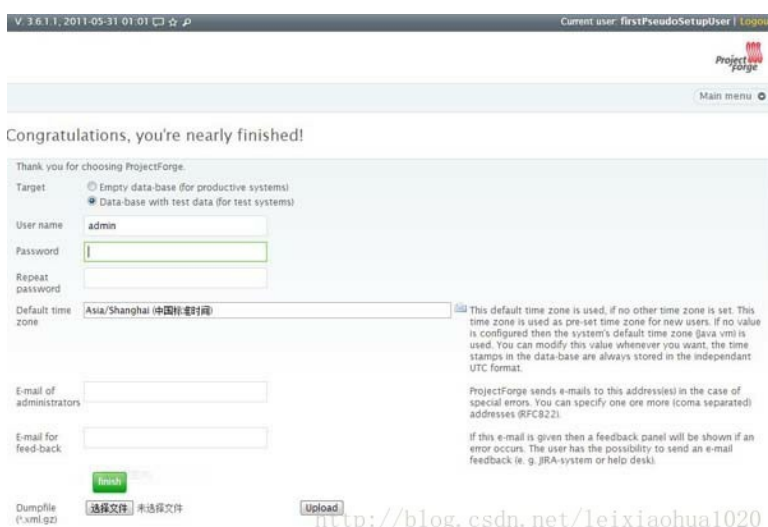 V. 3.6.1.1, 2011-05-31 01:01
Current user: firstPseudoSetupUser | Logou
Project Forge
Main menu
Congratulations, you're nearly finished!
Thank you for choosing ProjectForge.
Target
Empty data-base (for productive systems)
Data-base with test data (for test systems)
User name
admin
Password
Repeat password
Default time zone
Asia/Shanghai (中国标准时间)
This default time zone is used, if no other time zone is set. This
time zone is used as pre-set time zone for new users. If no value
is configured then the system's default time zone (Java vm) is
used. You can modify this value whenever you want, the time
stamps in the data-base are always stored in the independant
UTC format.
E-mail of administrators
ProjectForge sends e-mails to this address(es) in the case of
special errors. You can specify one ore more (coma separated)
addresses (RFC822).
E-mail for feed-back
If this e-mail is given then a feedback panel will be shown if an
error occurs. The user has the possibility to send an e-mail
feedback (e. g. JIRA-system or help desk).
finish
Dumpfile (*.xml.gz)
选择文件 未选择文件
Upload
http://blog.csdn.net/leixiaohua1020